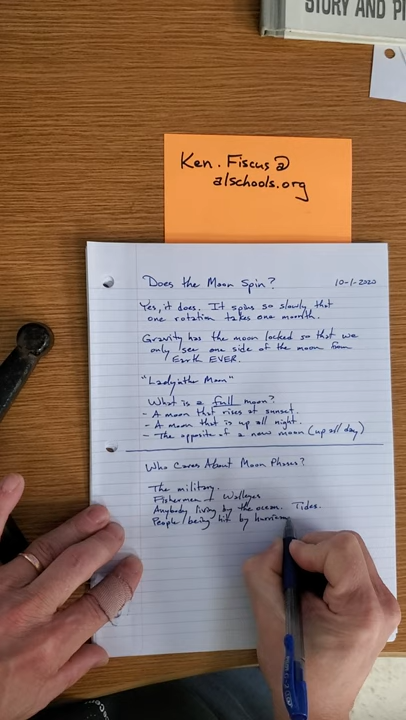 STORY AND
Ken.Fiscus@
alschools.org
Does the Moon Spin?
10-1-2020
Yes, it does. It spins so slowly that
one rotation takes one month.
Gravity has the moon locked so that we
only see one side of the moon from
Earth EVER.
Moon"
What is a full moon?
- A moon that rises at sunset.
- A moon that is up all night.
- The opposite of a new moon (up all day)
Who Cares About Moon Phases?
The military.
Fishermen + Walleyes
Anybody living by the ocean. Tides.
People being hit by